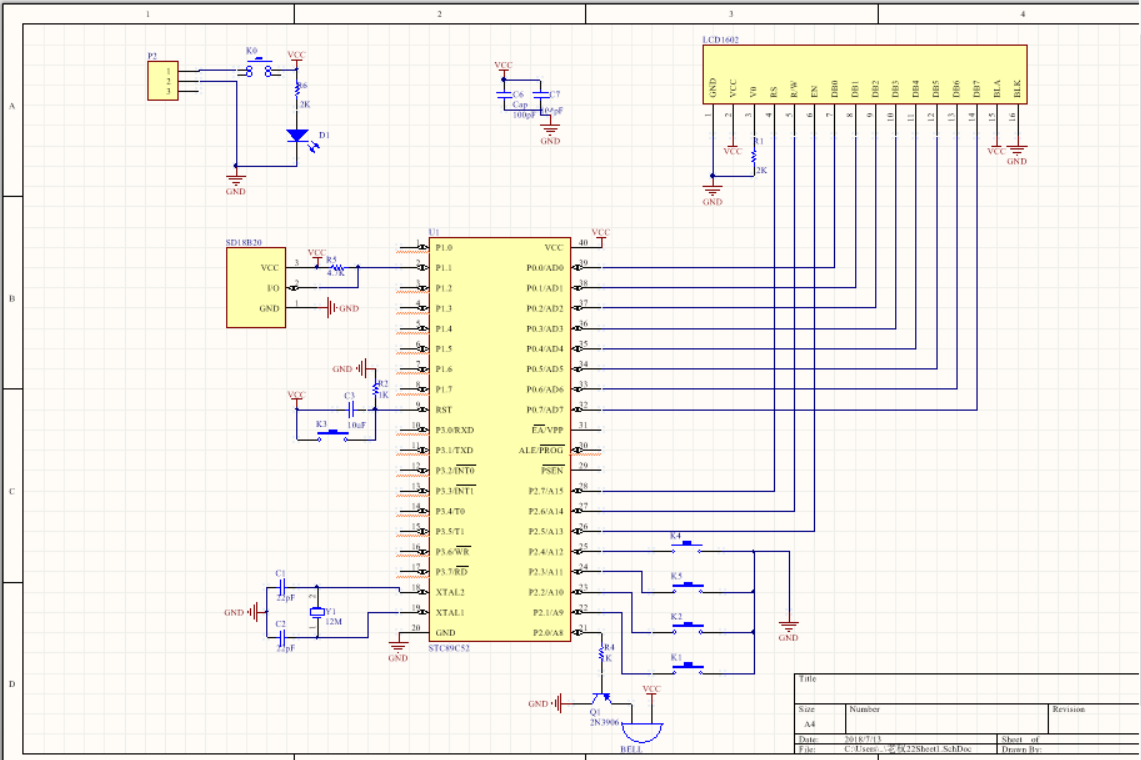 1 2 3 4
A
B
C
D
P2
1
2
3
K0
VCC
R6
2K
D1
GND
VCC
C6
Cap
100pF
C7
GND
LCD1602
GND VCC V0 RS R/W EN DB0 DB1 DB2 DB3 DB4 DB5 DB6 DB7 BLA BLK
1 2 3 4 5 6 7 8 9 10 11 12 13 14 15 16
VCC
R1
2K
GND
VCC
GND
SD18B20
VCC 3
I/O 2
GND 1
VCC
R5
4.7K
GND
U1
1 P1.0 VCC 40
VCC
2 P1.1 P0.0/AD0 39
3 P1.2 P0.1/AD1 38
4 P1.3 P0.2/AD2 37
5 P1.4 P0.3/AD3 36
6 P1.5 P0.4/AD4 35
7 P1.6 P0.5/AD5 34
8 P1.7 P0.6/AD6 33
9 RST P0.7/AD7 32
10 P3.0/RXD EA/VPP 31
11 P3.1/TXD ALE/PROG 30
12 P3.2/INT0 PSEN 29
13 P3.3/INT1 P2.7/A15 28
14 P3.4/T0 P2.6/A14 27
15 P3.5/T1 P2.5/A13 26
16 P3.6/WR P2.4/A12 25
17 P3.7/RD P2.3/A11 24
18 XTAL2 P2.2/A10 23
19 XTAL1 P2.1/A9 22
20 GND P2.0/A8 21
STC89C52
GND
R2
1K
VCC
C3
10uF
K3
C1
22pF
GND
2
Y1
12M
1
C2
22pF
GND
K4
K5
K2
K1
GND
R4
1K
GND
Q1
2N3906
VCC
BELL
Title
Size Number Revision
A4
Date: 2018/7/13 Sheet of
File: Drawn By: